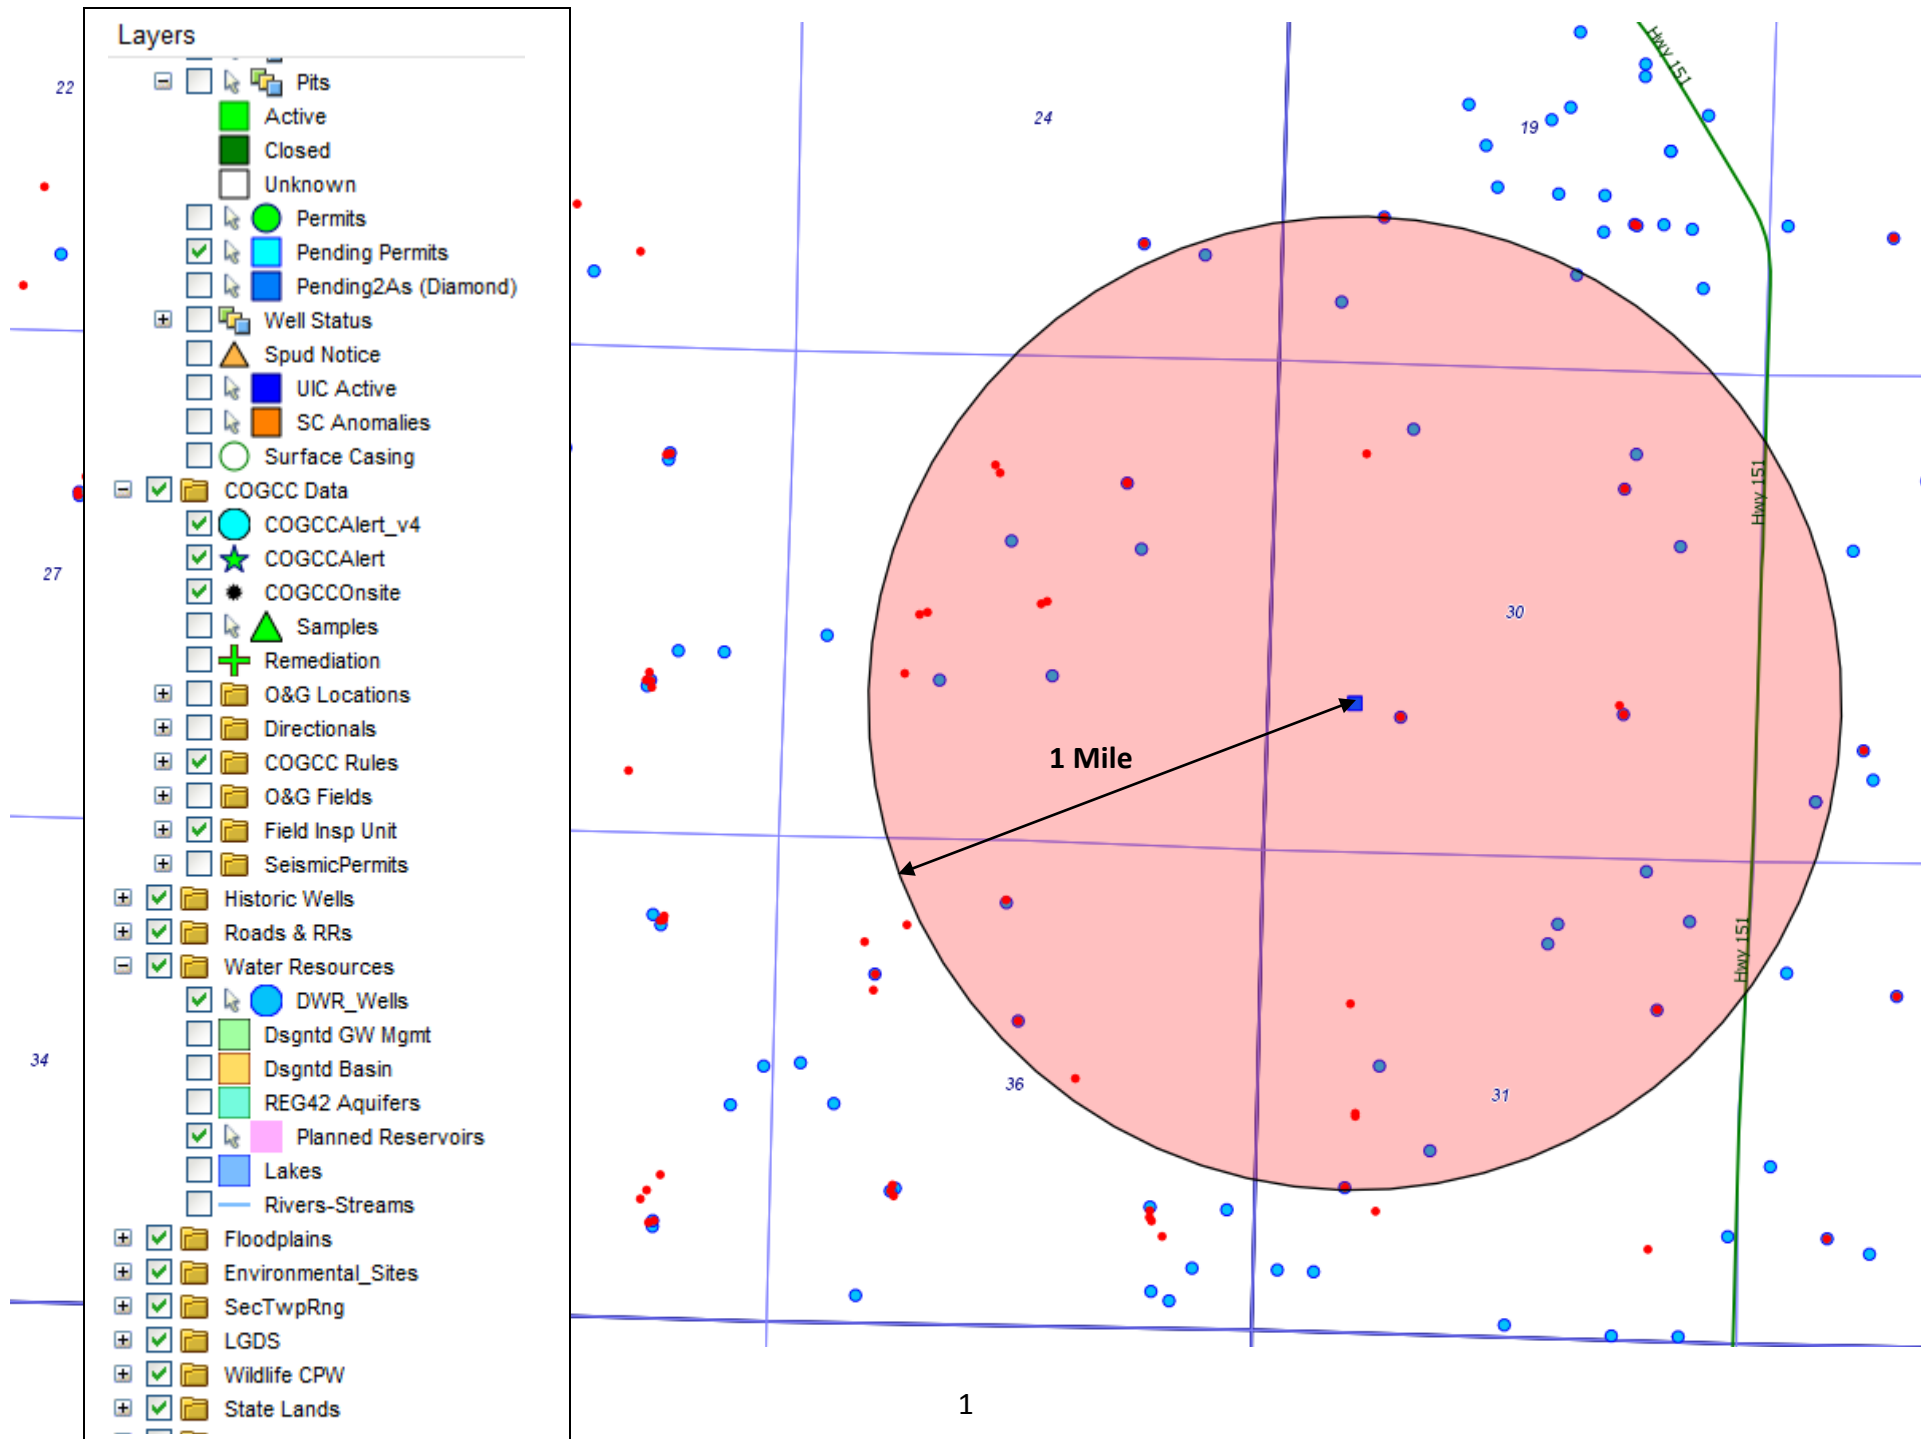 Layers
Pits
Active
Closed
Unknown
Permits
Pending Permits
Pending2As (Diamond)
Well Status
Spud Notice
UIC Active
SC Anomalies
Surface Casing
COGCC Data
COGCCAlert_v4
COGCCAlert
COGCCOnsite
Samples
Remediation
O&G Locations
Directionals
COGCC Rules
O&G Fields
Field Insp Unit
SeismicPermits
Historic Wells
Roads & RRs
Water Resources
DWR_Wells
Dsgntd GW Mgmt
Dsgntd Basin
REG42 Aquifers
Planned Reservoirs
Lakes
Rivers-Streams
Floodplains
Environmental_Sites
SecTwpRng
LGDS
Wildlife CPW
State Lands
22
27
34
24
19
Hwy 151
Hwy 151
30
1 Mile
Hwy 151
36
31
1